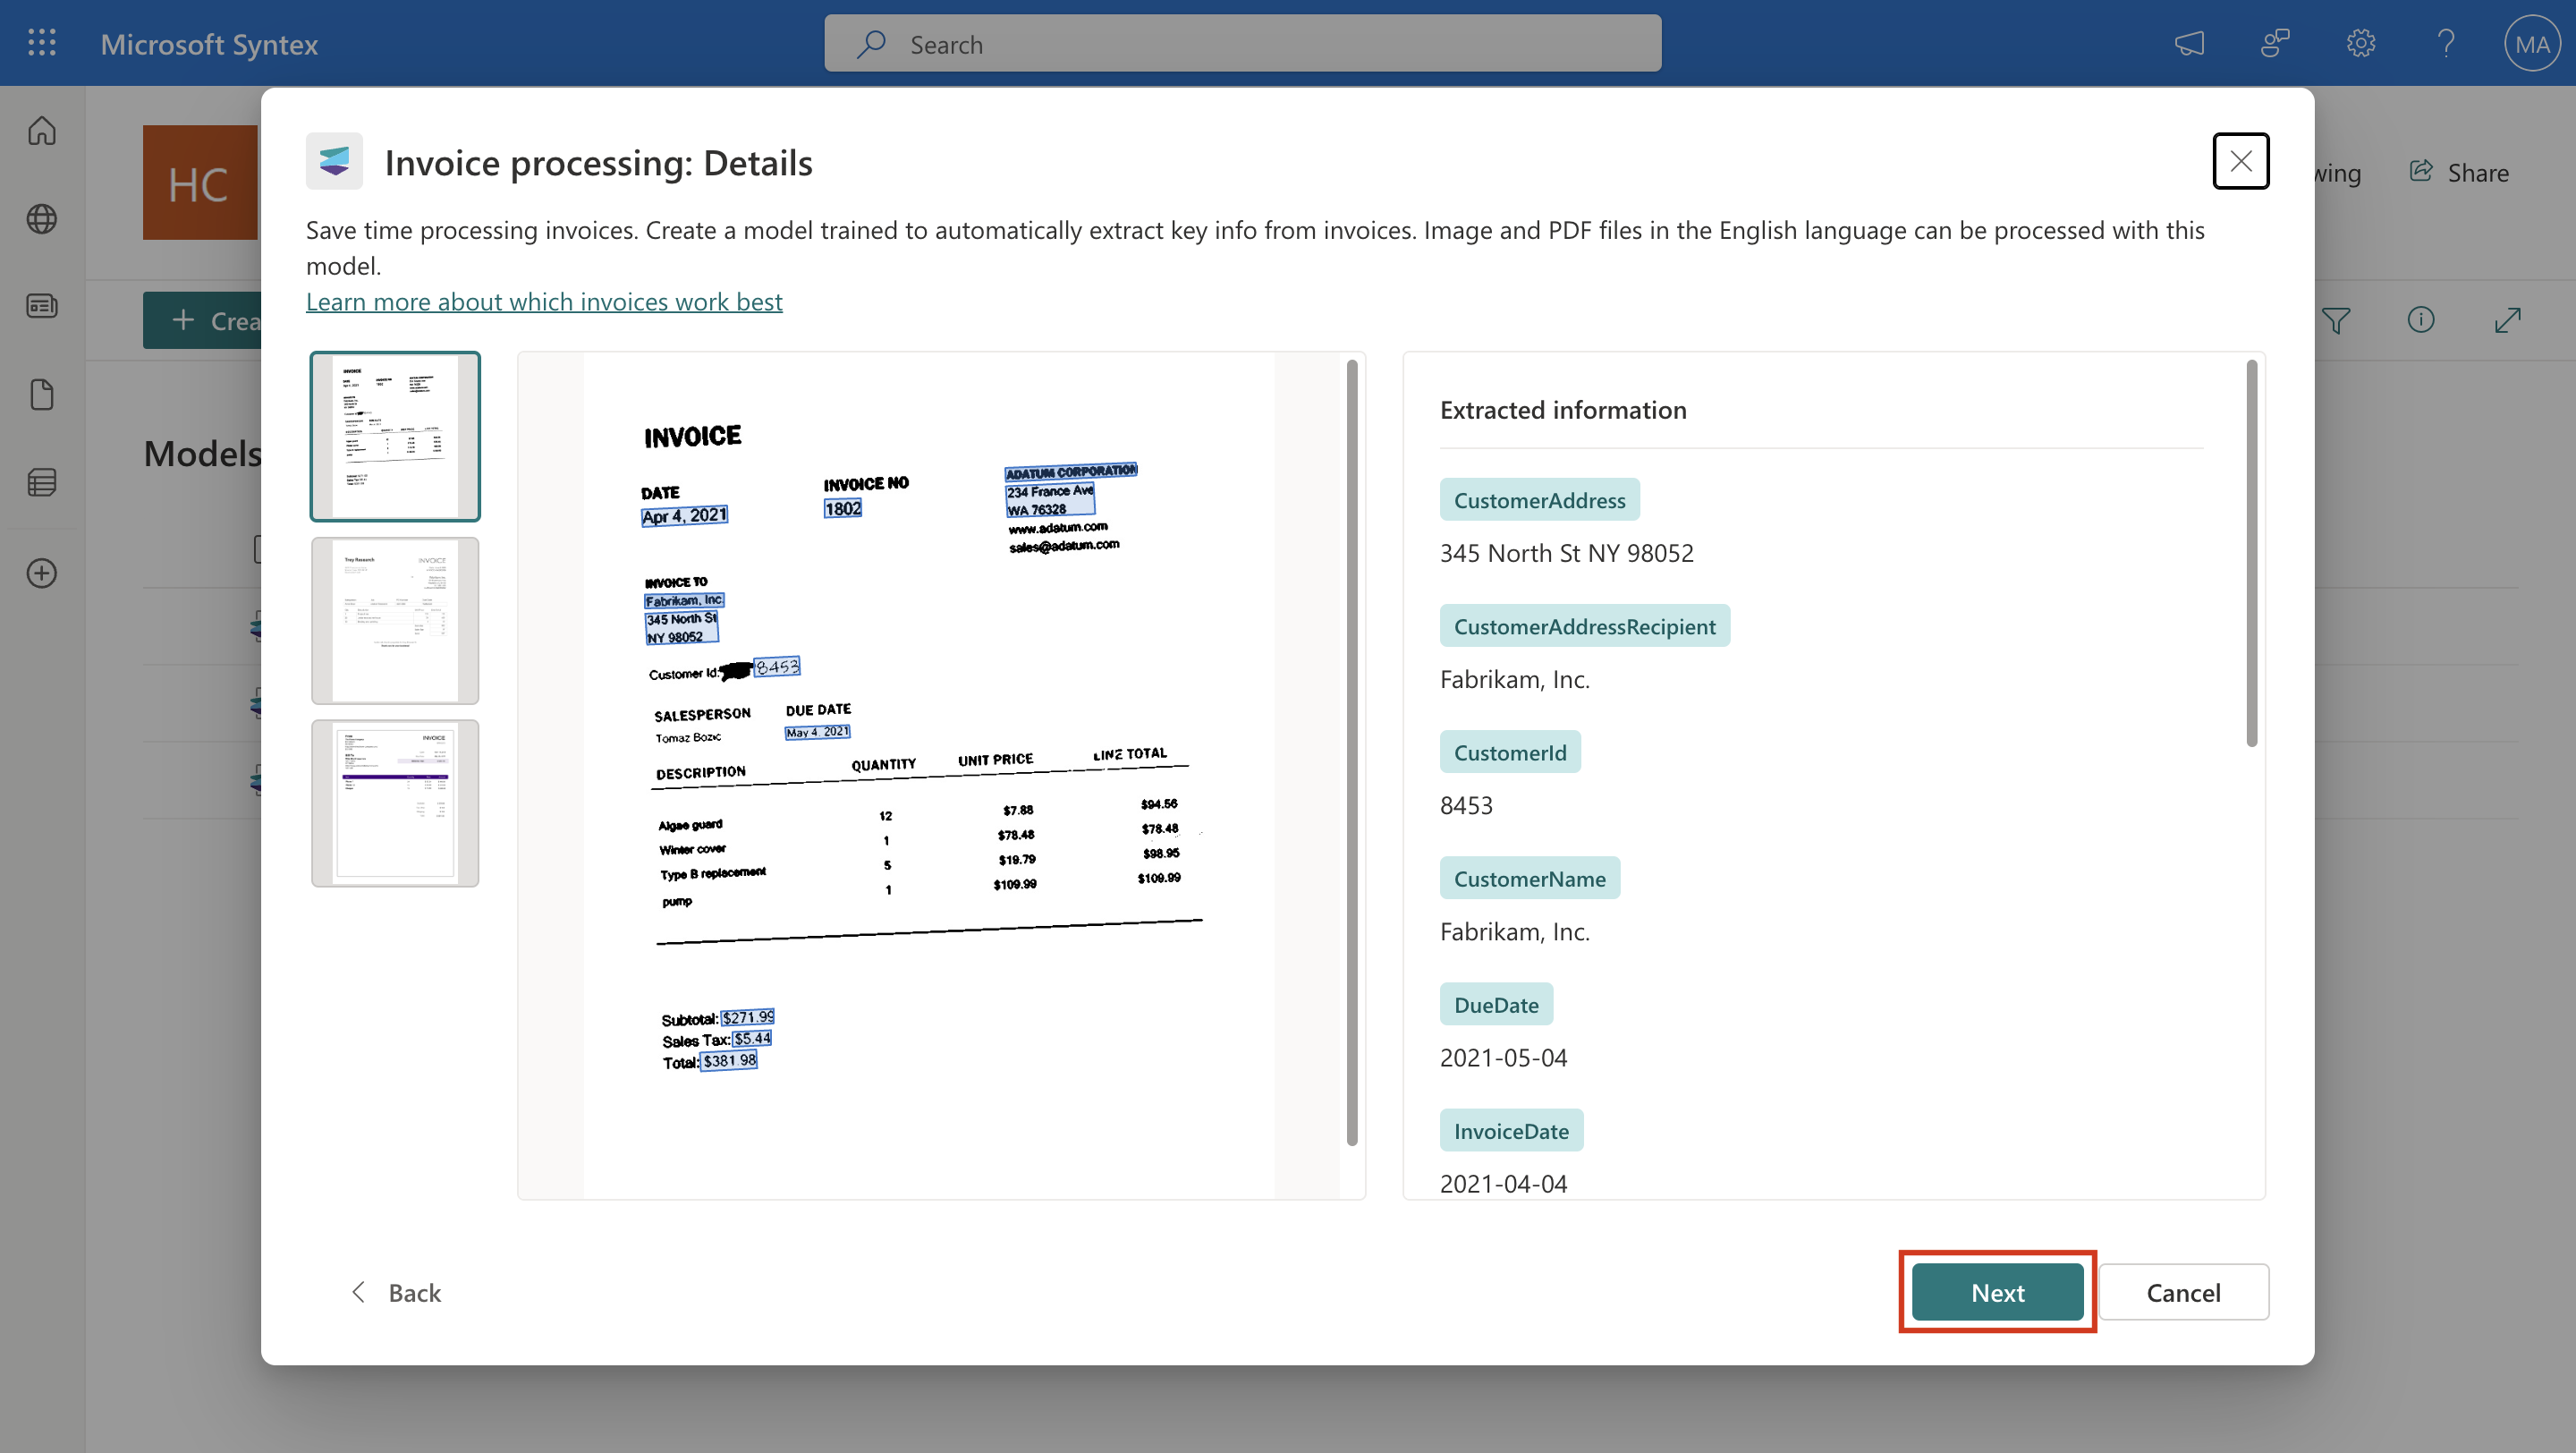 Microsoft Syntex
Search
MA
HC
wing
Share
Crea
Models
Invoice processing: Details
Save time processing invoices. Create a model trained to automatically extract key info from invoices. Image and PDF files in the English language can be processed with this
model.
Learn more about which invoices work best
INVOICE
DATE
INVOICE NO
ADATUM CORPORATION
Apr 4, 2021
1802
234 France Ave
WA 76328
www.adatum.com
sales@adatum.com
INVOICE TO
Fabrikam, Inc.
345 North St
NY 98052
Customer Id: 8453
SALESPERSON
DUE DATE
Tomaz Bozic
May 4, 2021
DESCRIPTION QUANTITY UNIT PRICE LINE TOTAL
Algae guard 12 $7.88 $94.56
Winter cover 1 $78.48 $78.48
Type B replacement 5 $19.79 $98.95
pump 1 $109.99 $109.99
Subtotal: $271.99
Sales Tax: $5.44
Total: $381.98
Extracted information
CustomerAddress
345 North St NY 98052
CustomerAddressRecipient
Fabrikam, Inc.
CustomerId
8453
CustomerName
Fabrikam, Inc.
DueDate
2021-05-04
InvoiceDate
2021-04-04
Back
Next
Cancel